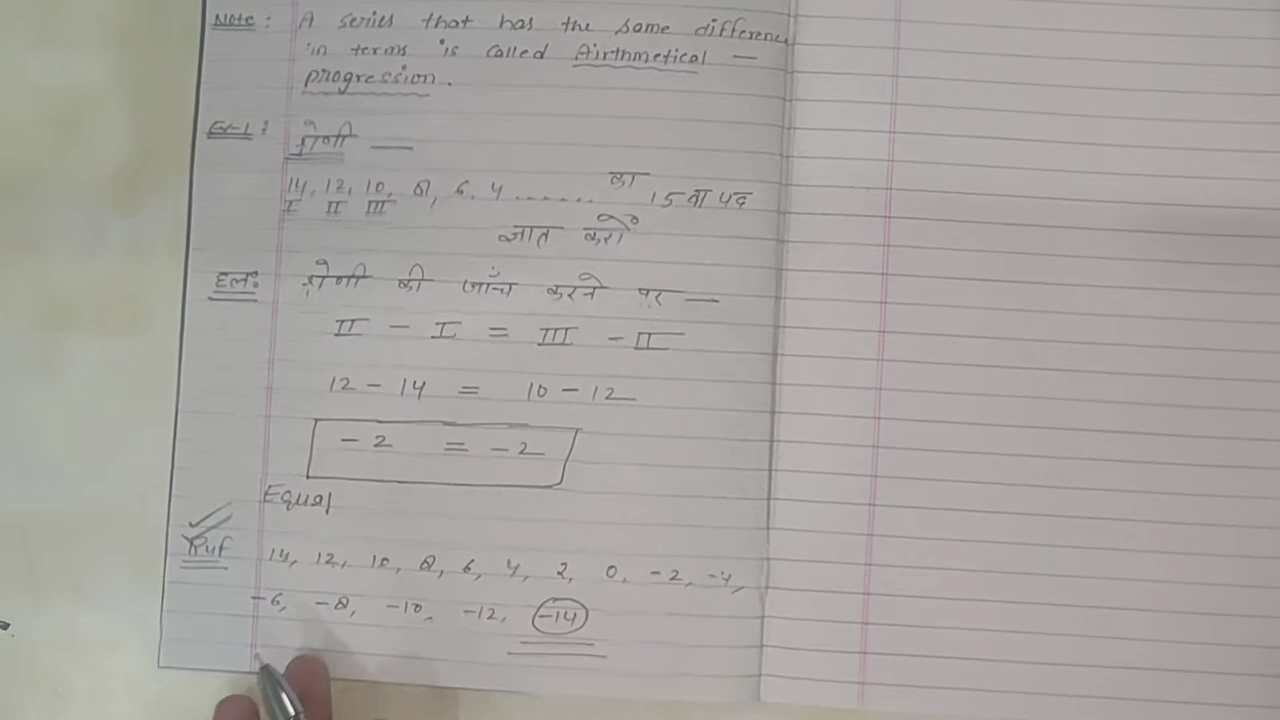 Note: A series that has the same difference
in terms is called Airthmetical —
progression.
Ex-1: श्रेणी —
14, 12, 10, 8, 6, 4 ....... का 15 वा पद
I II III
ज्ञात करो
हल: श्रेणी की जाँच करने पर —
II - I = III - II
12 - 14 = 10 - 12
- 2 = - 2
Equal
Ruf 14, 12, 10, 8, 6, 4, 2, 0, -2, -4,
-6, -8, -10, -12, -14